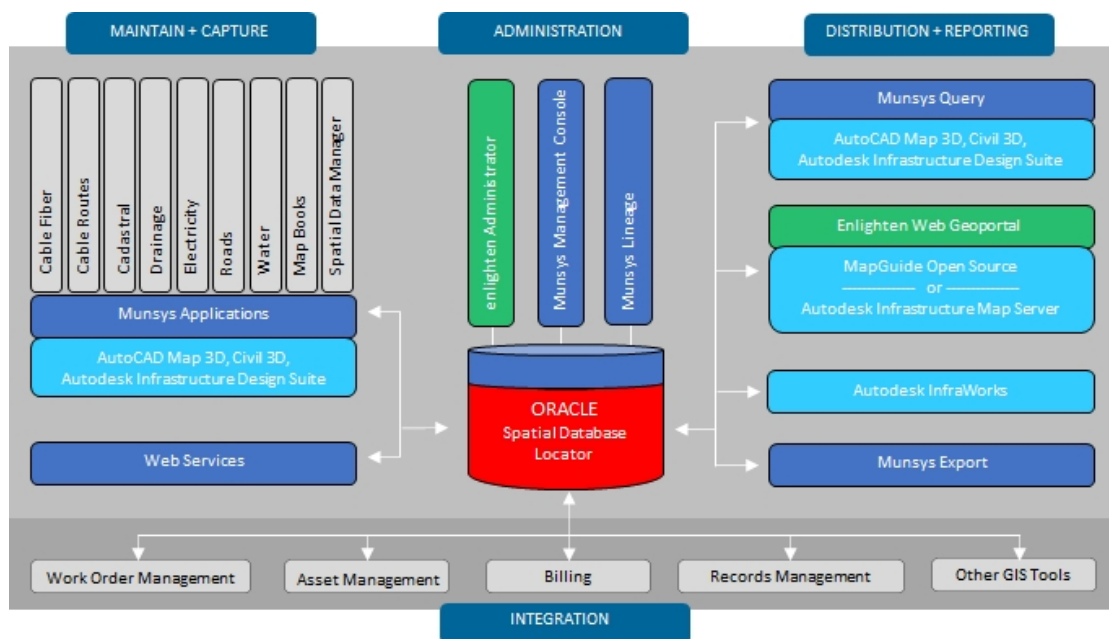 MAINTAIN + CAPTURE
ADMINISTRATION
DISTRIBUTION + REPORTING
Cable Fiber
Cable Routes
Cadastral
Drainage
Electricity
Roads
Water
Map Books
Spatial Data Manager
Munsys Applications
AutoCAD Map 3D, Civil 3D,
Autodesk Infrastructure Design Suite
Web Services
enlighten Administrator
Munsys Management Console
Munsys Lineage
ORACLE
Spatial Database
Locator
Munsys Query
AutoCAD Map 3D, Civil 3D,
Autodesk Infrastructure Design Suite
Enlighten Web Geoportal
MapGuide Open Source
or
Autodesk Infrastructure Map Server
Autodesk InfraWorks
Munsys Export
Work Order Management
Asset Management
Billing
Records Management
Other GIS Tools
INTEGRATION